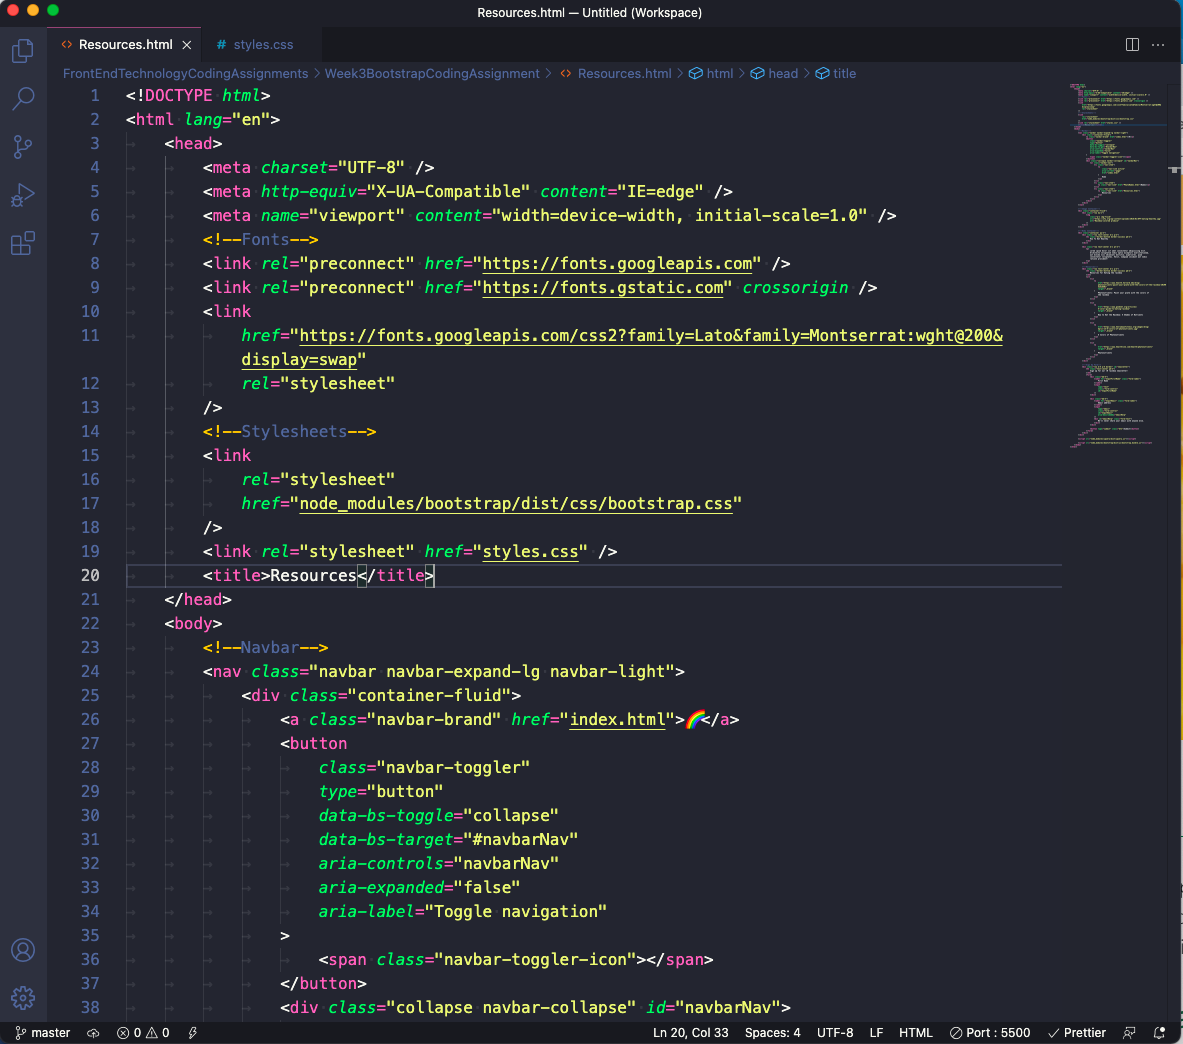 Resources.html — Untitled (Workspace)
<> Resources.html × # styles.css ...
FrontEndTechnologyCodingAssignments > Week3BootstrapCodingAssignment > <> Resources.html > html > head > title
1 <!DOCTYPE html>
2 <html lang="en">
3 <head>
4 <meta charset="UTF-8" />
5 <meta http-equiv="X-UA-Compatible" content="IE=edge" />
6 <meta name="viewport" content="width=device-width, initial-scale=1.0" />
7 <!--Fonts-->
8 <link rel="preconnect" href="https://fonts.googleapis.com" />
9 <link rel="preconnect" href="https://fonts.gstatic.com" crossorigin />
10 <link
11 href="https://fonts.googleapis.com/css2?family=Lato&family=Montserrat:wght@200&
display=swap"
12 rel="stylesheet"
13 />
14 <!--Stylesheets-->
15 <link
16 rel="stylesheet"
17 href="node_modules/bootstrap/dist/css/bootstrap.css"
18 />
19 <link rel="stylesheet" href="styles.css" />
20 <title>Resources</title>
21 </head>
22 <body>
23 <!--Navbar-->
24 <nav class="navbar navbar-expand-lg navbar-light">
25 <div class="container-fluid">
26 <a class="navbar-brand" href="index.html">🌈</a>
27 <button
28 class="navbar-toggler"
29 type="button"
30 data-bs-toggle="collapse"
31 data-bs-target="#navbarNav"
32 aria-controls="navbarNav"
33 aria-expanded="false"
34 aria-label="Toggle navigation"
35 >
36 <span class="navbar-toggler-icon"></span>
37 </button>
38 <div class="collapse navbar-collapse" id="navbarNav">
master 0 0 Ln 20, Col 33 Spaces: 4 UTF-8 LF HTML Port : 5500 Prettier